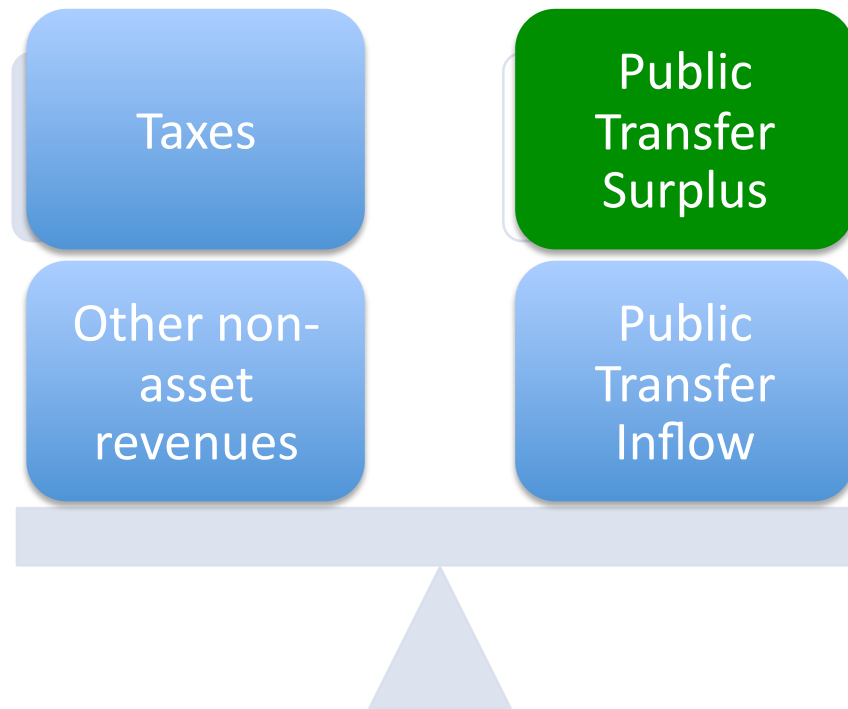 Taxes
Public
Transfer
Surplus
Other non-
asset
revenues
Public
Transfer
Inflow